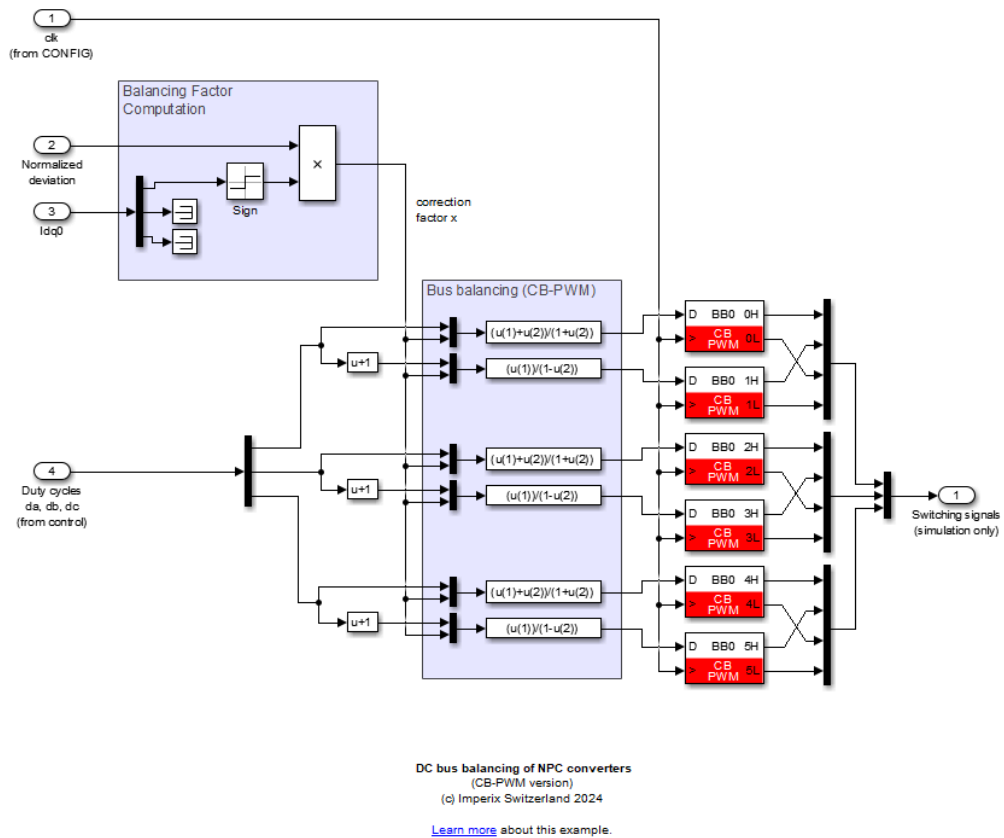 1
clk
(from CONFIG)
Balancing Factor
Computation
2
Normalized
deviation
×
Sign
3
Idq0
correction
factor x
Bus balancing (CB-PWM)
(u(1)+u(2))/(1+u(2))
u+1
(u(1))/(1-u(2))
D BB0 0H
> CB PWM 0L
D BB0 1H
> CB PWM 1L
4
Duty cycles
da, db, dc
(from control)
(u(1)+u(2))/(1+u(2))
u+1
(u(1))/(1-u(2))
D BB0 2H
> CB PWM 2L
D BB0 3H
> CB PWM 3L
1
Switching signals
(simulation only)
(u(1)+u(2))/(1+u(2))
u+1
(u(1))/(1-u(2))
D BB0 4H
> CB PWM 4L
D BB0 5H
> CB PWM 5L
DC bus balancing of NPC converters
(CB-PWM version)
(c) Imperix Switzerland 2024
Learn more about this example.